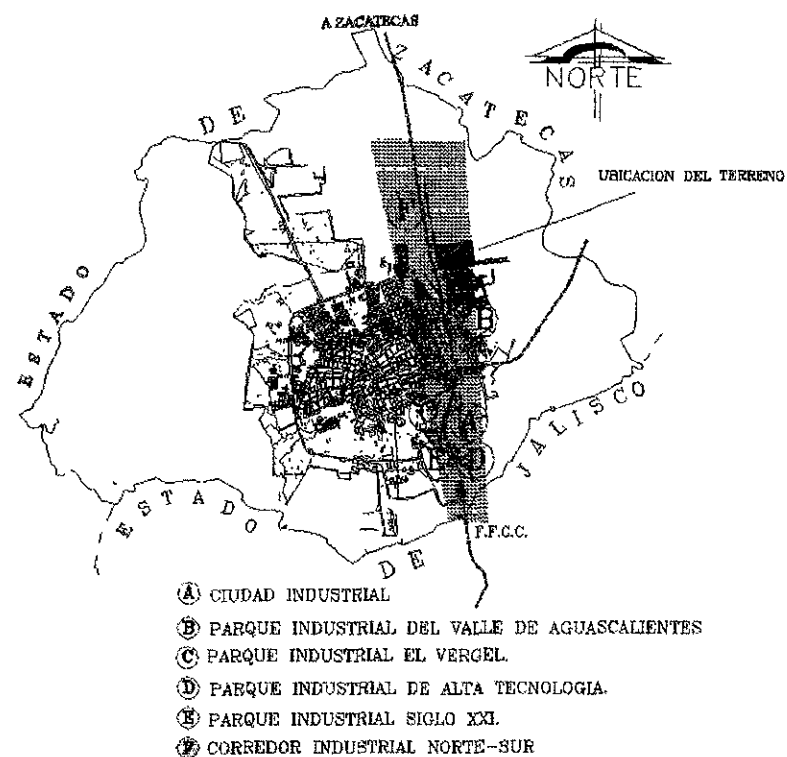 A ZACATECAS
NORTE
DE ZACATECAS
UBICACION DEL TERRENO
ESTADO
F
B
A
E D
JALISCO
ESTADO
DE
F.F.C.C.
A CIUDAD INDUSTRIAL
B PARQUE INDUSTRIAL DEL VALLE DE AGUASCALIENTES
C PARQUE INDUSTRIAL EL VERGEL.
D PARQUE INDUSTRIAL DE ALTA TECNOLOGIA.
E PARQUE INDUSTRIAL SIGLO XXI.
F CORREDOR INDUSTRIAL NORTE-SUR